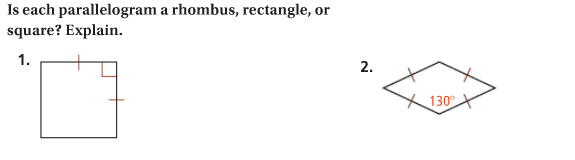 Is each parallelogram a rhombus, rectangle, or
square? Explain.
1.
2.
130°